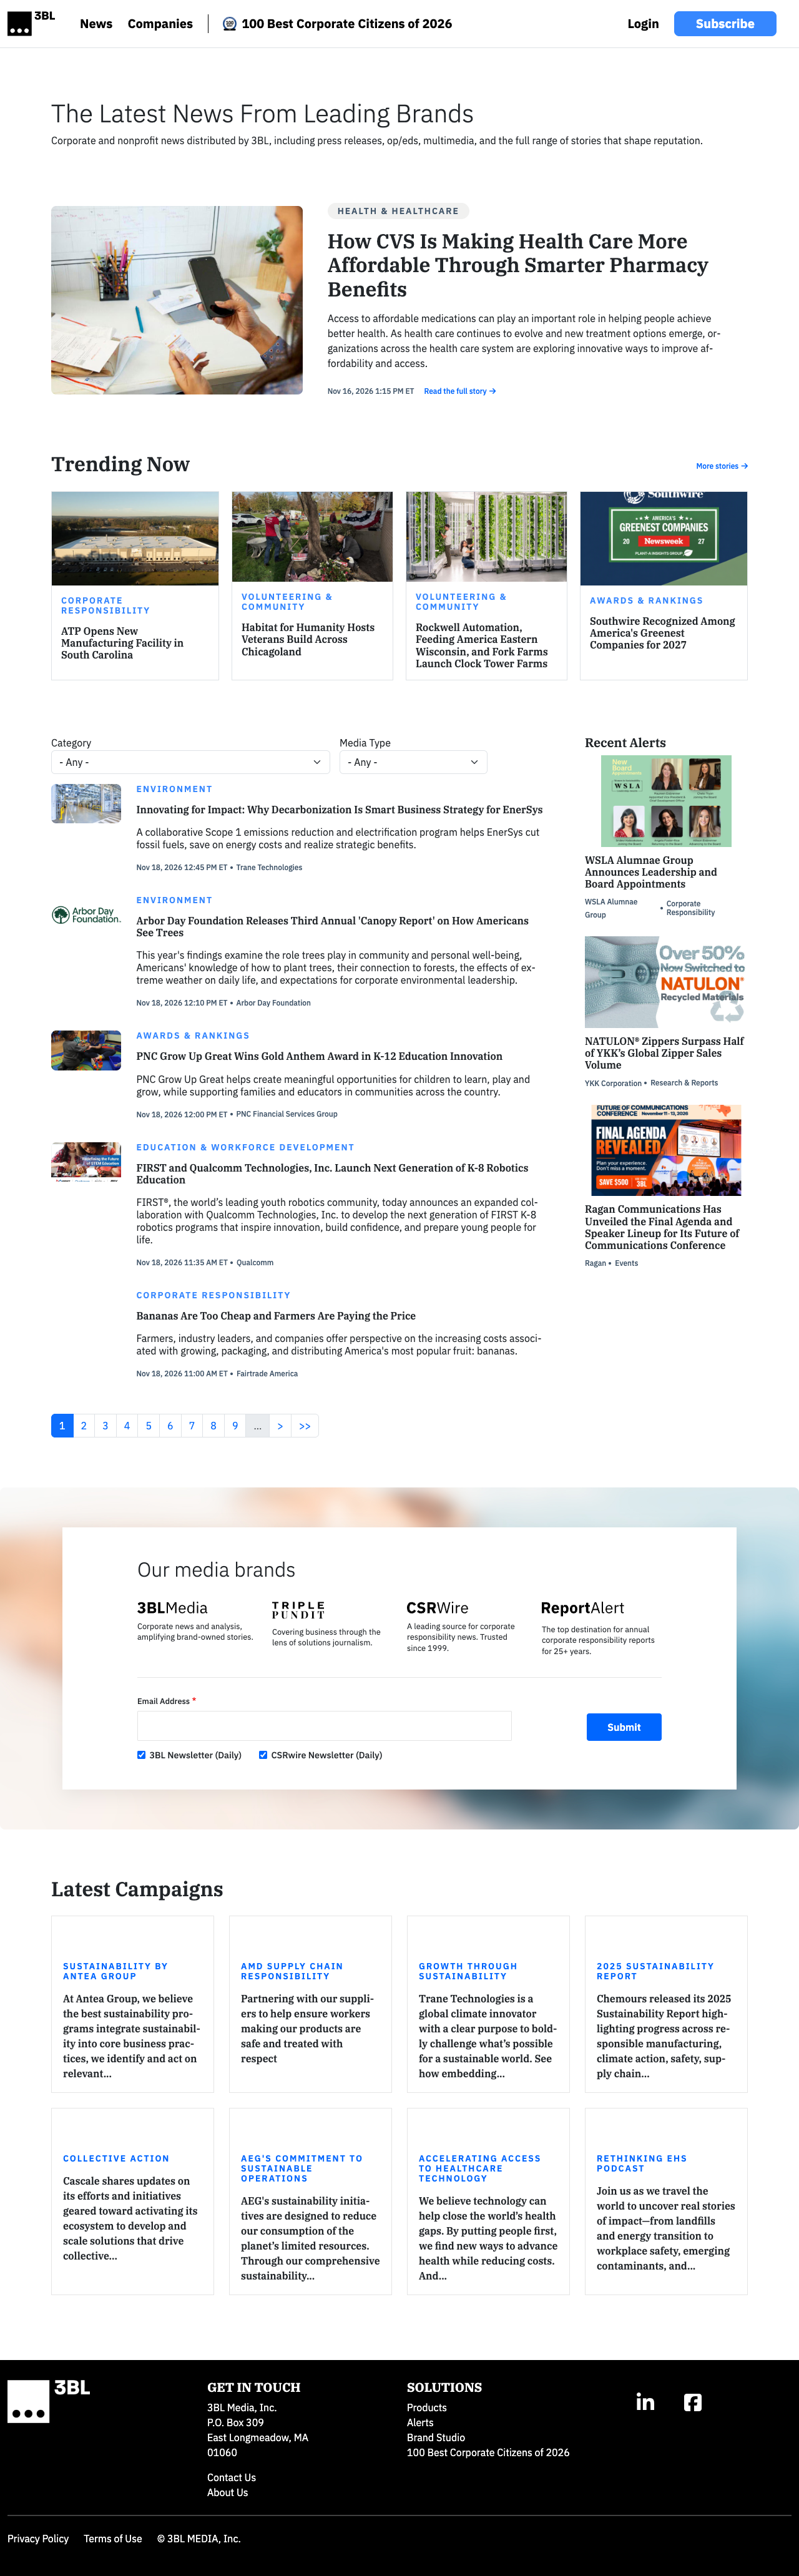 3BL
News
Companies
100 Best Corporate Citizens of 2026
Login
Subscribe
The Latest News From Leading Brands
Corporate and nonprofit news distributed by 3BL, including press releases, op/eds, multimedia, and the full range of stories that shape reputation.
HEALTH & HEALTHCARE
How CVS Is Making Health Care More
Affordable Through Smarter Pharmacy
Benefits
Access to affordable medications can play an important role in helping people achieve
better health. As health care continues to evolve and new treatment options emerge, or-
ganizations across the health care system are exploring innovative ways to improve af-
fordability and access.
Nov 16, 2026 1:15 PM ET
Read the full story →
Trending Now
More stories →
CORPORATE
RESPONSIBILITY
ATP Opens New
Manufacturing Facility in
South Carolina
VOLUNTEERING &
COMMUNITY
Habitat for Humanity Hosts
Veterans Build Across
Chicagoland
VOLUNTEERING &
COMMUNITY
Rockwell Automation,
Feeding America Eastern
Wisconsin, and Fork Farms
Launch Clock Tower Farms
Southwire
AMERICA'S
GREENEST COMPANIES
20 Newsweek 27
AWARDS & RANKINGS
Southwire Recognized Among
America's Greenest
Companies for 2027
Category
- Any -
Media Type
- Any -
ENVIRONMENT
Innovating for Impact: Why Decarbonization Is Smart Business Strategy for EnerSys
A collaborative Scope 1 emissions reduction and electrification program helps EnerSys cut
fossil fuels, save on energy costs and realize strategic benefits.
Nov 18, 2026 12:45 PM ET • Trane Technologies
Arbor Day
Foundation.
ENVIRONMENT
Arbor Day Foundation Releases Third Annual 'Canopy Report' on How Americans
See Trees
This year's findings examine the role trees play in community and personal well-being,
Americans' knowledge of how to plant trees, their connection to forests, the effects of ex-
treme weather on daily life, and expectations for corporate environmental leadership.
Nov 18, 2026 12:10 PM ET • Arbor Day Foundation
AWARDS & RANKINGS
PNC Grow Up Great Wins Gold Anthem Award in K-12 Education Innovation
PNC Grow Up Great helps create meaningful opportunities for children to learn, play and
grow, while supporting families and educators in communities across the country.
Nov 18, 2026 12:00 PM ET • PNC Financial Services Group
EDUCATION & WORKFORCE DEVELOPMENT
FIRST and Qualcomm Technologies, Inc. Launch Next Generation of K-8 Robotics
Education
FIRST®, the world's leading youth robotics community, today announces an expanded col-
laboration with Qualcomm Technologies, Inc. to develop the next generation of FIRST K-8
robotics programs that inspire innovation, build confidence, and prepare young people for
life.
Nov 18, 2026 11:35 AM ET • Qualcomm
CORPORATE RESPONSIBILITY
Bananas Are Too Cheap and Farmers Are Paying the Price
Farmers, industry leaders, and companies offer perspective on the increasing costs associ-
ated with growing, packaging, and distributing America's most popular fruit: bananas.
Nov 18, 2026 11:00 AM ET • Fairtrade America
1 2 3 4 5 6 7 8 9 … > >>
Recent Alerts
New
Board
Appointments
WSLA
WSLA Alumnae Group
Announces Leadership and
Board Appointments
WSLA Alumnae
Group
• Corporate
Responsibility
Over 50%
Now Switched to
NATULON®
Recycled Materials
NATULON® Zippers Surpass Half
of YKK's Global Zipper Sales
Volume
YKK Corporation • Research & Reports
FUTURE OF COMMUNICATIONS
CONFERENCE November 11-13, 2026
FINAL AGENDA
REVEALED
Plan your experience.
Don't miss a moment.
SAVE $500
Ragan Communications Has
Unveiled the Final Agenda and
Speaker Lineup for Its Future of
Communications Conference
Ragan • Events
Our media brands
3BLMedia
Corporate news and analysis,
amplifying brand-owned stories.
TRIPLE
PUNDIT
Covering business through the
lens of solutions journalism.
CSRWire
A leading source for corporate
responsibility news. Trusted
since 1999.
ReportAlert
The top destination for annual
corporate responsibility reports
for 25+ years.
Email Address *
Submit
3BL Newsletter (Daily)
CSRwire Newsletter (Daily)
Latest Campaigns
SUSTAINABILITY BY
ANTEA GROUP
At Antea Group, we believe
the best sustainability pro-
grams integrate sustainabil-
ity into core business prac-
tices, we identify and act on
relevant...
AMD SUPPLY CHAIN
RESPONSIBILITY
Partnering with our suppli-
ers to help ensure workers
making our products are
safe and treated with
respect
GROWTH THROUGH
SUSTAINABILITY
Trane Technologies is a
global climate innovator
with a clear purpose to bold-
ly challenge what's possible
for a sustainable world. See
how embedding...
2025 SUSTAINABILITY
REPORT
Chemours released its 2025
Sustainability Report high-
lighting progress across re-
sponsible manufacturing,
climate action, safety, sup-
ply chain...
COLLECTIVE ACTION
Cascale shares updates on
its efforts and initiatives
geared toward activating its
ecosystem to develop and
scale solutions that drive
collective...
AEG'S COMMITMENT TO
SUSTAINABLE
OPERATIONS
AEG's sustainability initia-
tives are designed to reduce
our consumption of the
planet's limited resources.
Through our comprehensive
sustainability...
ACCELERATING ACCESS
TO HEALTHCARE
TECHNOLOGY
We believe technology can
help close the world's health
gaps. By putting people first,
we find new ways to advance
health while reducing costs.
And...
RETHINKING EHS
PODCAST
Join us as we travel the
world to uncover real stories
of impact—from landfills
and energy transition to
workplace safety, emerging
contaminants, and...
3BL
GET IN TOUCH
3BL Media, Inc.
P.O. Box 309
East Longmeadow, MA
01060
Contact Us
About Us
SOLUTIONS
Products
Alerts
Brand Studio
100 Best Corporate Citizens of 2026
Privacy Policy
Terms of Use
© 3BL MEDIA, Inc.